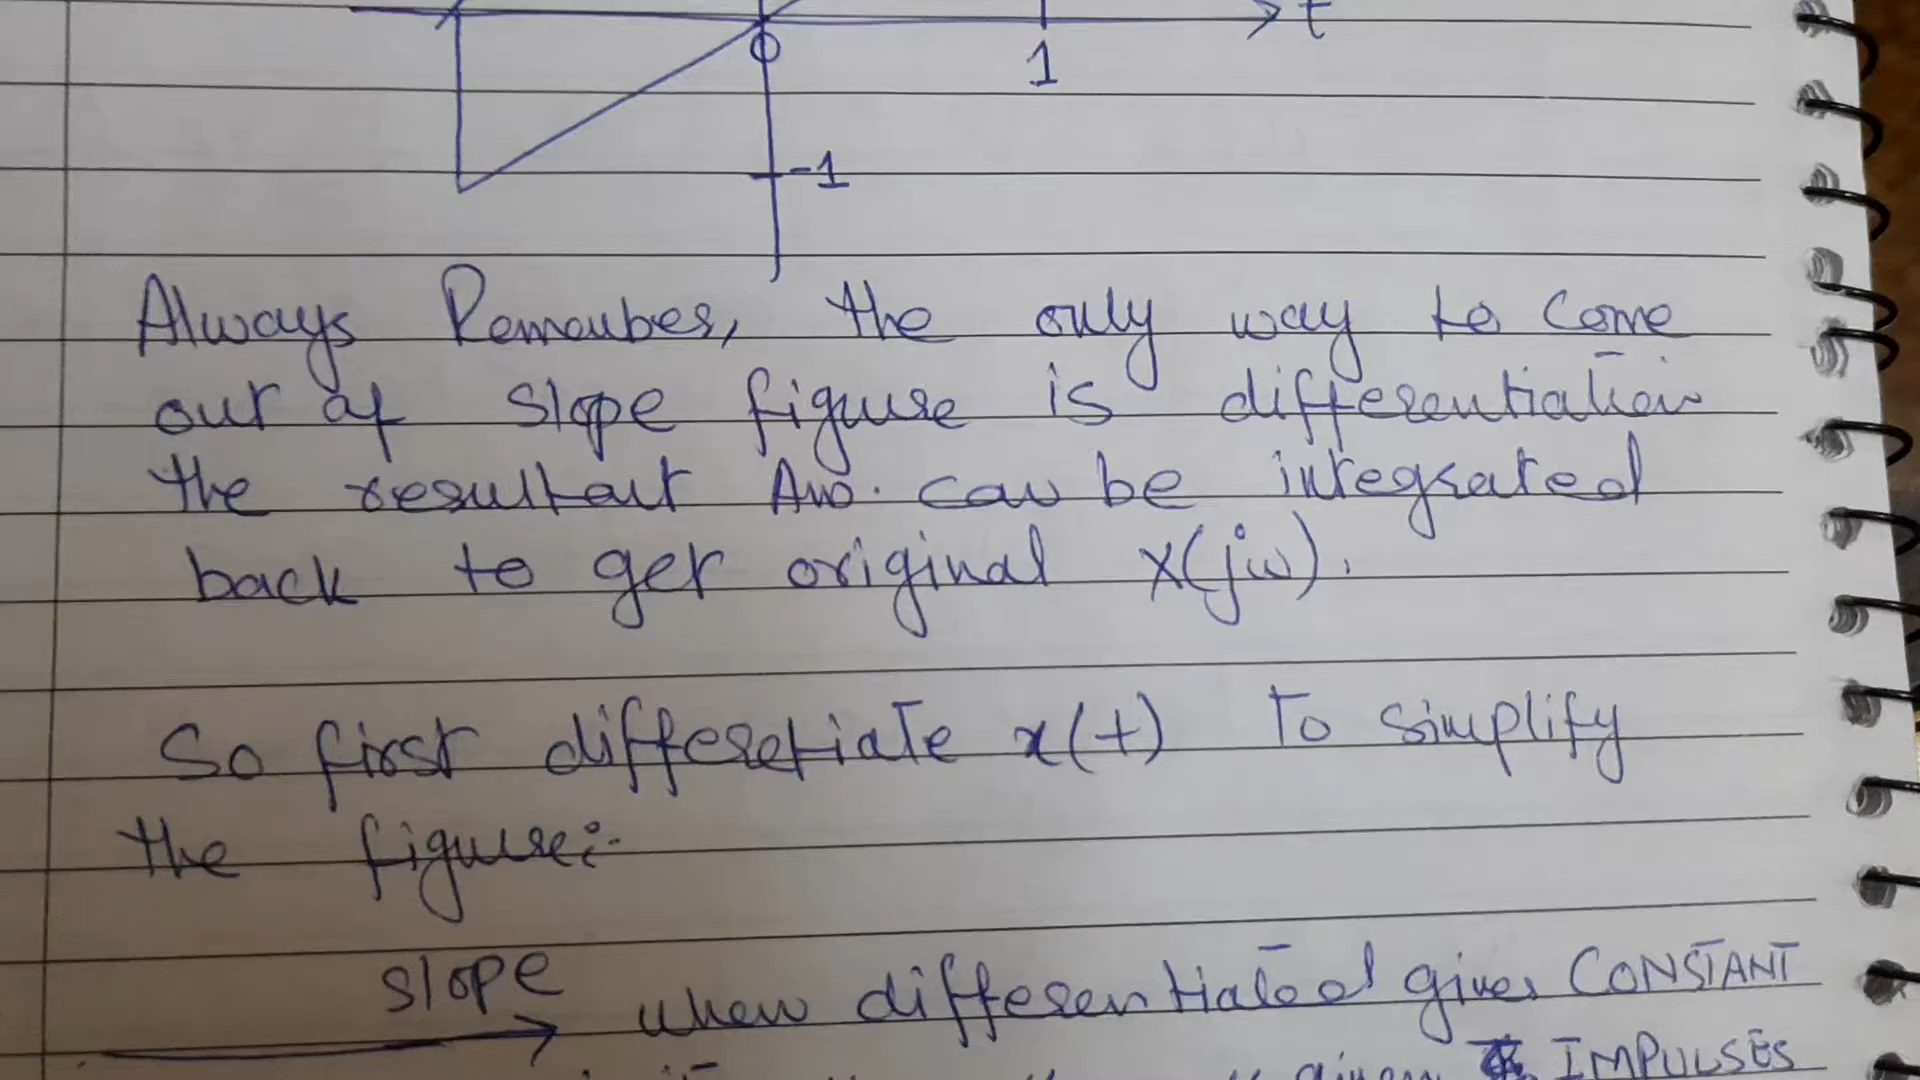 t
0
1
-1
Always Remember, the only way to come
out of slope figure is differentiation
the resultant Ans. can be integrated
back to get original X(jω).
So first differetiate x(t) to simplify
the figure:-
slope
when differentiated gives CONSTANT
IMPULSES